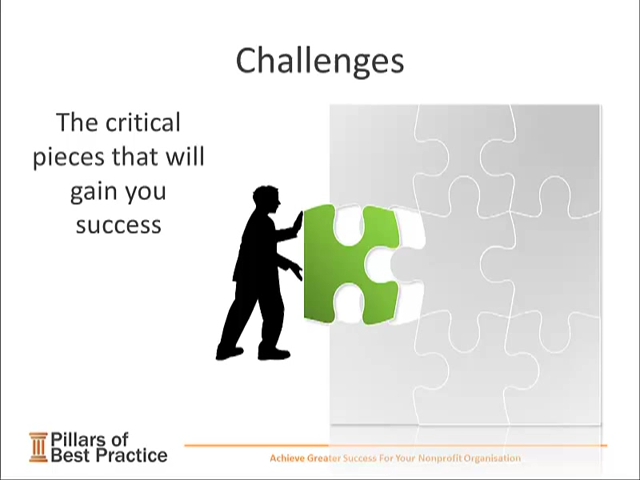 Challenges
The critical
pieces that will
gain you
success
Pillars of
Best Practice
Achieve Greater Success For Your Nonprofit Organisation